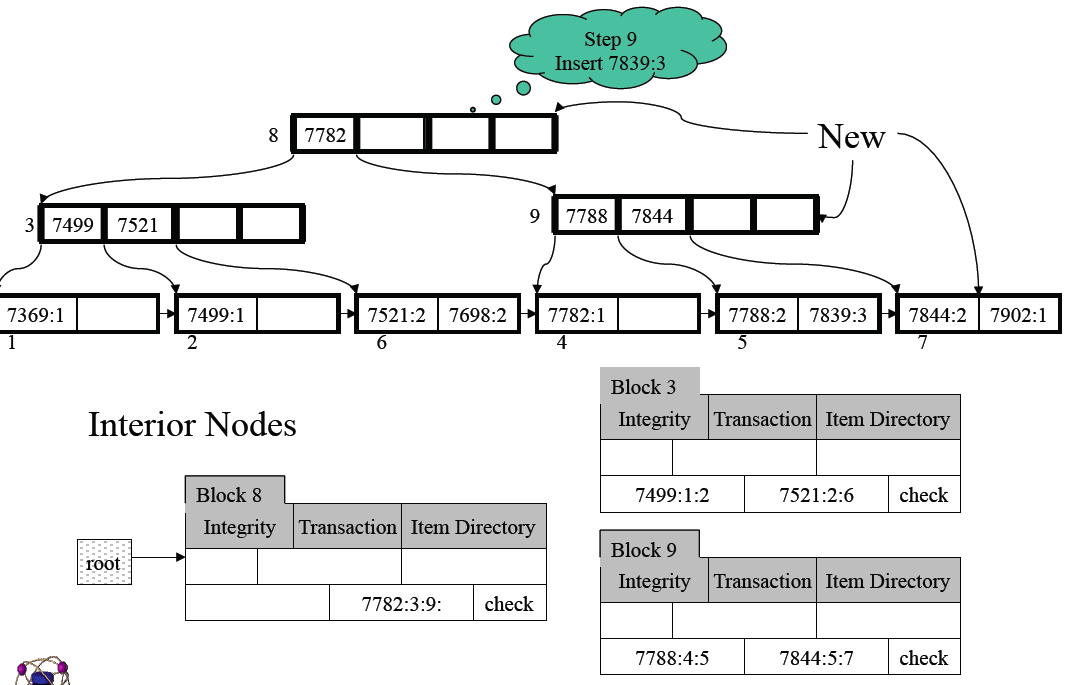 Step 9
Insert 7839:3
New
8 7782
3 7499 7521
9 7788 7844
7369:1 7499:1 7521:2 7698:2 7782:1 7788:2 7839:3 7844:2 7902:1
1 2 6 4 5 7
Interior Nodes
Block 3
Integrity Transaction Item Directory
7499:1:2 7521:2:6 check
Block 8
Integrity Transaction Item Directory
root
7782:3:9: check
Block 9
Integrity Transaction Item Directory
7788:4:5 7844:5:7 check